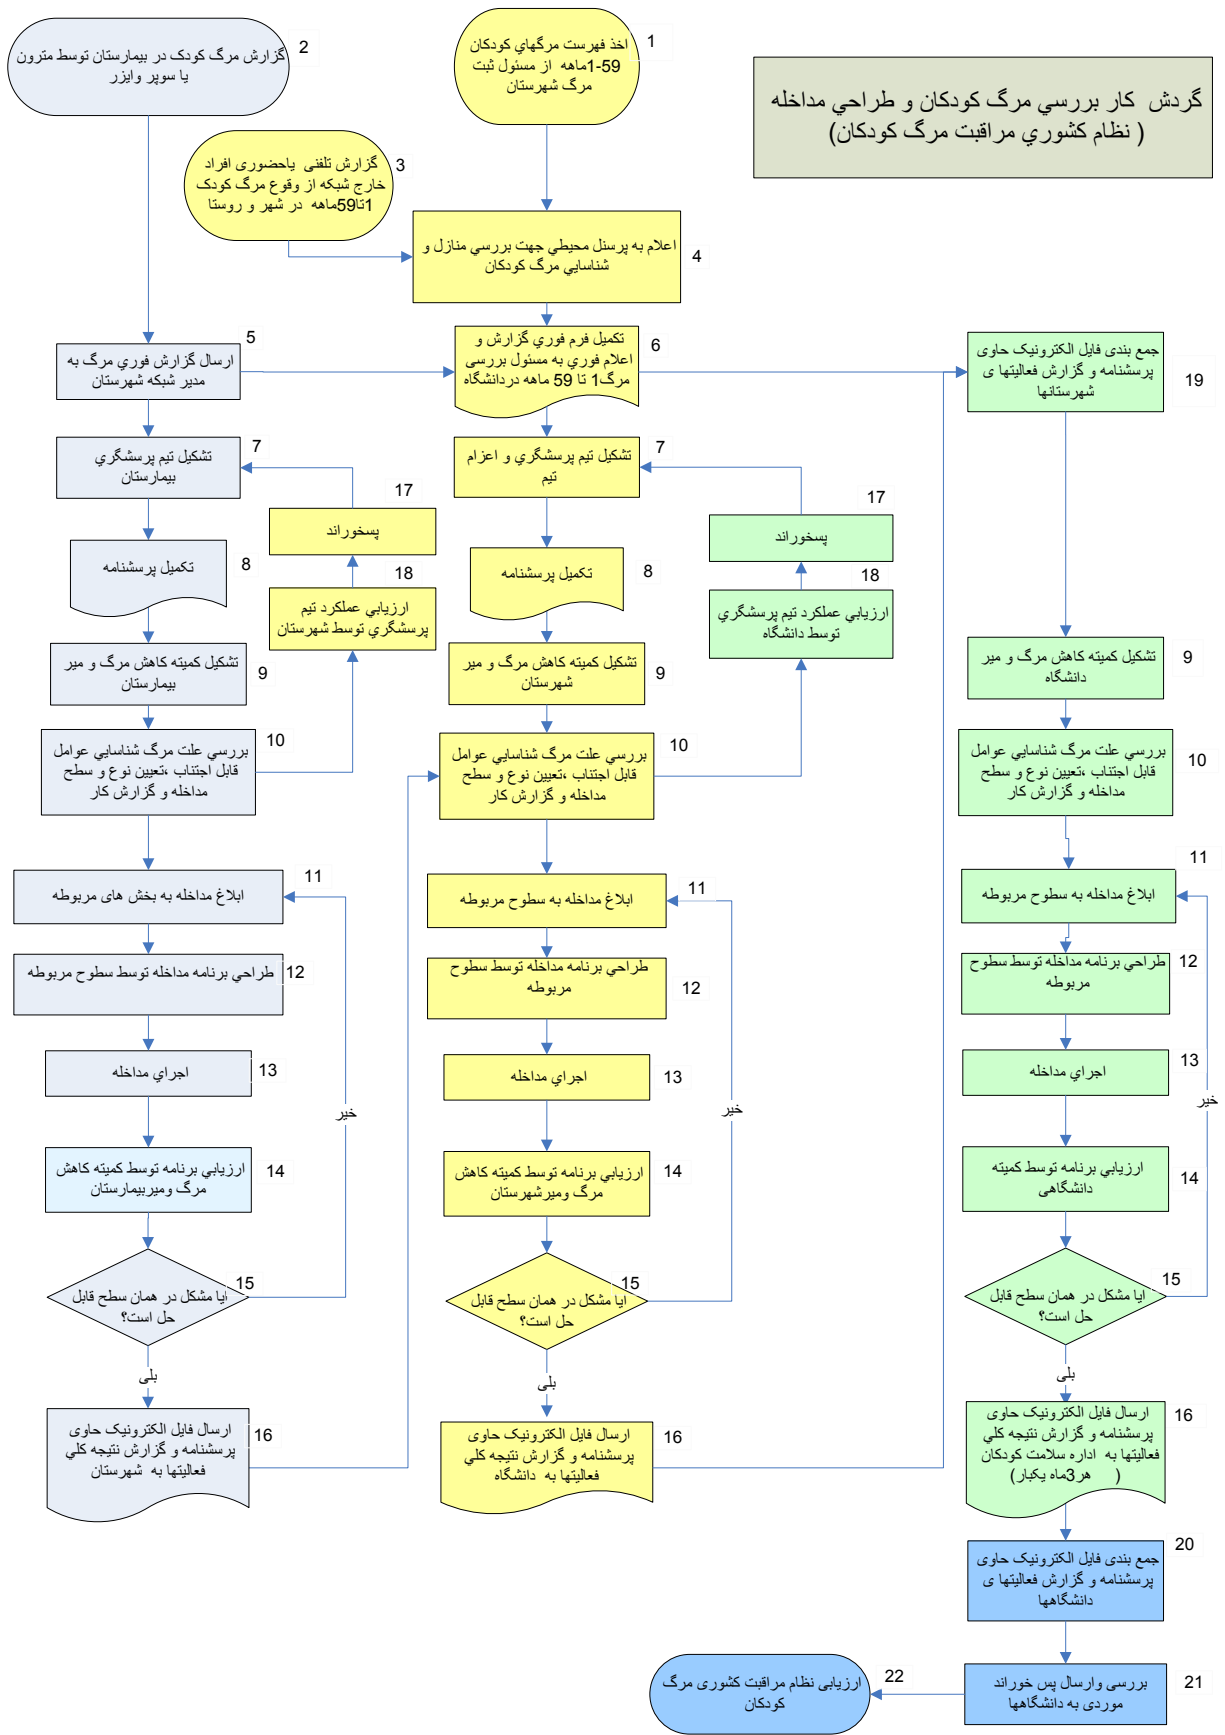 گردش کار بررسي مرگ کودکان و طراحي مداخله
( نظام کشوري مراقبت مرگ کودکان)
1
اخذ فهرست مرگهاي کودکان
1-59ماهه از مسئول ثبت
مرگ شهرستان
2
گزارش مرگ کودک در بیمارستان توسط مترون
یا سوپر وایزر
3
گزارش تلفنی یاحضوری افراد
خارج شبکه از وقوع مرگ کودک
1تا59ماهه در شهر و روستا
4
اعلام به پرسنل محيطي جهت بررسي منازل و
شناسايي مرگ کودکان
5
ارسال گزارش فوري مرگ به
مدير شبکه شهرستان
6
تکمیل فرم فوري گزارش و
اعلام فوري به مسئول بررسی
مرگ1 تا 59 ماهه دردانشگاه
19
جمع بندی فایل الکترونیک حاوی
پرسشنامه و گزارش فعالیتها ی
شهرستانها
7
تشکيل تيم پرسشگري
بيمارستان
7
تشکيل تيم پرسشگري و اعزام
تيم
17
پسخوراند
17
پسخوراند
8
تکميل پرسشنامه
8
تکميل پرسشنامه
18
ارزيابي عملکرد تيم
پرسشگري توسط شهرستان
18
ارزيابي عملکرد تيم پرسشگري
توسط دانشگاه
9
تشکيل کميته کاهش مرگ و مير
بیمارستان
9
تشکيل کميته کاهش مرگ و مير
شهرستان
9
تشکيل کميته کاهش مرگ و مير
دانشگاه
10
بررسي علت مرگ شناسايي عوامل
قابل اجتناب ،تعيين نوع و سطح
مداخله و گزارش کار
10
بررسي علت مرگ شناسايي عوامل
قابل اجتناب ،تعيين نوع و سطح
مداخله و گزارش کار
10
بررسي علت مرگ شناسايي عوامل
قابل اجتناب ،تعيين نوع و سطح
مداخله و گزارش کار
11
ابلاغ مداخله به بخش های مربوطه
11
ابلاغ مداخله به سطوح مربوطه
11
ابلاغ مداخله به سطوح مربوطه
12
طراحي برنامه مداخله توسط سطوح مربوطه
12
طراحي برنامه مداخله توسط سطوح
مربوطه
12
طراحي برنامه مداخله توسط سطوح
مربوطه
13
اجراي مداخله
13
اجراي مداخله
13
اجراي مداخله
خير
خير
خير
14
ارزيابي برنامه توسط کميته کاهش
مرگ ومیربیمارستان
14
ارزيابي برنامه توسط کميته کاهش
مرگ ومیرشهرستان
14
ارزيابي برنامه توسط کميته
دانشگاهی
15
ایا مشکل در همان سطح قابل
حل است؟
15
ایا مشکل در همان سطح قابل
حل است؟
15
ایا مشکل در همان سطح قابل
حل است؟
بلی
بلی
بلی
16
ارسال فایل الکترونیک حاوی
پرسشنامه و گزارش نتیجه کلي
فعالیتها به شهرستان
16
ارسال فایل الکترونیک حاوی
پرسشنامه و گزارش نتیجه کلي
فعالیتها به دانشگاه
16
ارسال فایل الکترونیک حاوی
پرسشنامه و گزارش نتیجه کلي
فعالیتها به اداره سلامت کودکان
( هر3ماه یکبار)
20
جمع بندی فایل الکترونیک حاوی
پرسشنامه و گزارش فعالیتها ی
دانشگاهها
21
بررسی وارسال پس خوراند
موردی به دانشگاهها
22
ارزیابی نظام مراقبت کشوری مرگ
کودکان